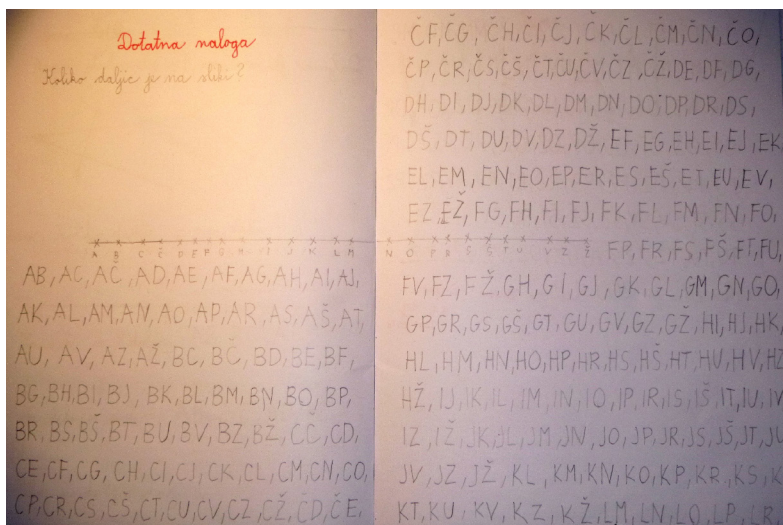 Dotatna naloga
Koliko daljic je na sliki?
A B C Č D E F G H I J K L M
AB, AC, AČ, AD, AE, AF, AG, AH, AI, AJ,
AK, AL, AM, AN, AO, AP, AR, AS, AŠ, AT,
AU, AV, AZ, AŽ, BC, BČ, BD, BE, BF,
BG, BH, BI, BJ, BK, BL, BM, BN, BO, BP,
BR, BS, BŠ, BT, BU, BV, BZ, BŽ, CČ, CD,
CE, CF, CG, CH, CI, CJ, CK, CL, CM, CN, CO,
CP, CR, CS, CŠ, CT, CU, CV, CZ, CŽ, ČD, ČE,
ČF, ČG, ČH, ČI, ČJ, ČK, ČL, ČM, ČN, ČO,
ČP, ČR, ČS, ČŠ, ČT, ČU, ČV, ČZ, ČŽ, DE, DF, DG,
DH, DI, DJ, DK, DL, DM, DN, DO, DP, DR, DS,
DŠ, DT, DU, DV, DZ, DŽ, EF, EG, EH, EI, EJ, EK
EL, EM, EN, EO, EP, ER, ES, EŠ, ET, EU, EV,
EZ, EŽ, FG, FH, FI, FJ, FK, FL, FM, FN, FO,
N O P R S Š T U V Z Ž FP, FR, FS, FŠ, FT, FU,
FV, FZ, FŽ, GH, GI, GJ, GK, GL, GM, GN, GO,
GP, GR, GS, GŠ, GT, GU, GV, GZ, GŽ, HI, HJ, HK
HL, HM, HN, HO, HP, HR, HS, HŠ, HT, HU, HV, HZ
HŽ, IJ, IK, IL, IM, IN, IO, IP, IR, IS, IŠ, IT, IU, IV
IZ, IŽ, JK, JL, JM, JN, JO, JP, JR, JS, JŠ, JT, JU
JV, JZ, JŽ, KL, KM, KN, KO, KP, KR, KS,
KT, KU, KV, KZ, KŽ, LM, LN, LO, LP, LR